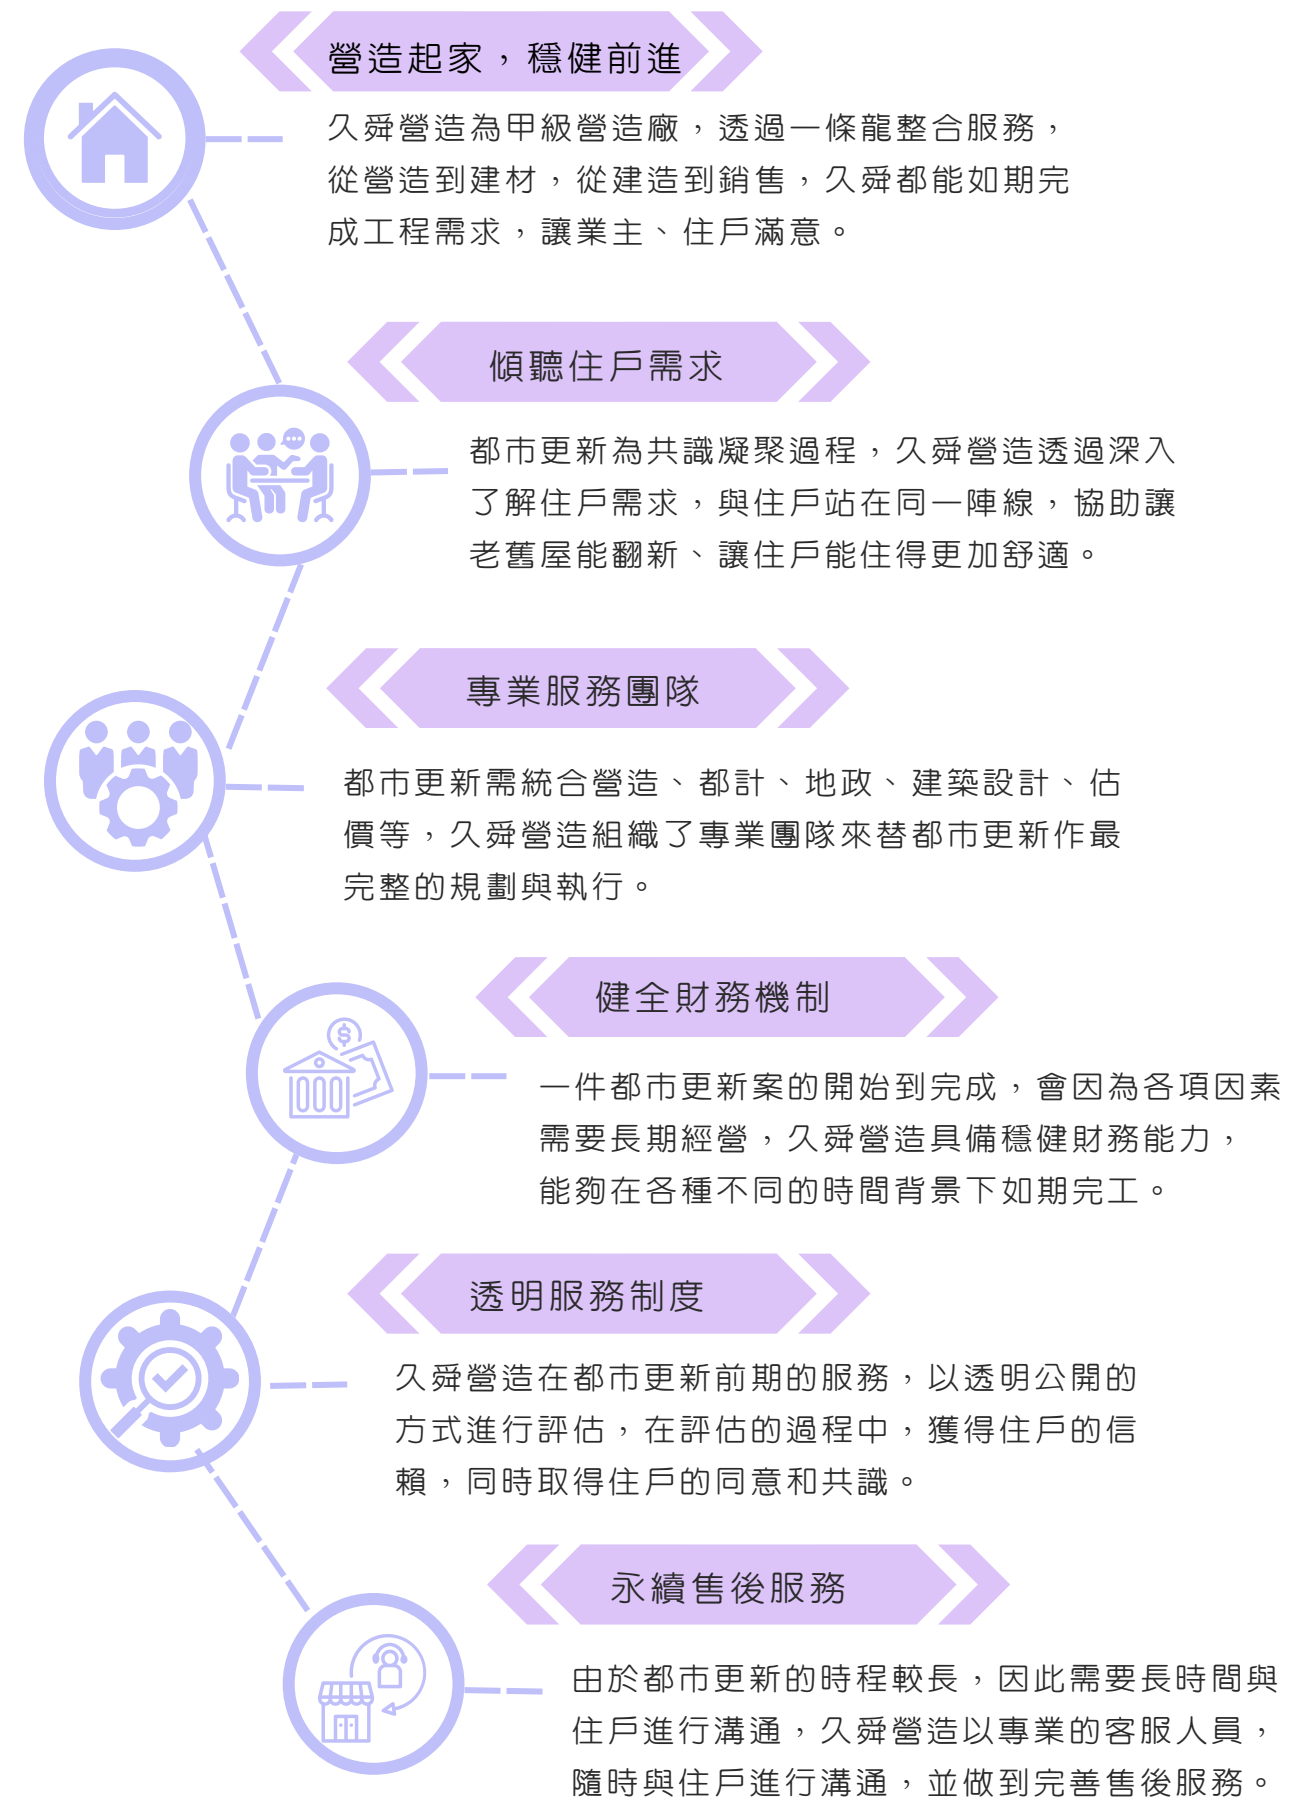 營造起家，穩健前進
久舜營造為甲級營造廠，透過一條龍整合服務，
從營造到建材，從建造到銷售，久舜都能如期完
成工程需求，讓業主、住戶滿意。
傾聽住戶需求
都市更新為共識凝聚過程，久舜營造透過深入
了解住戶需求，與住戶站在同一陣線，協助讓
老舊屋能翻新、讓住戶能住得更加舒適。
專業服務團隊
都市更新需統合營造、都計、地政、建築設計、估
價等，久舜營造組織了專業團隊來替都市更新作最
完整的規劃與執行。
健全財務機制
一件都市更新案的開始到完成，會因為各項因素
需要長期經營，久舜營造具備穩健財務能力，
能夠在各種不同的時間背景下如期完工。
透明服務制度
久舜營造在都市更新前期的服務，以透明公開的
方式進行評估，在評估的過程中，獲得住戶的信
賴，同時取得住戶的同意和共識。
永續售後服務
由於都市更新的時程較長，因此需要長時間與
住戶進行溝通，久舜營造以專業的客服人員，
隨時與住戶進行溝通，並做到完善售後服務。